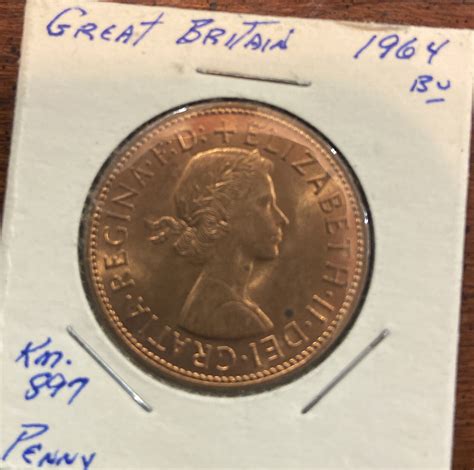 GREAT BRITAIN 1964
BU
+ ELIZABETH · II · DEI · GRATIA · REGINA · F: D:
Km.
897
PENNY